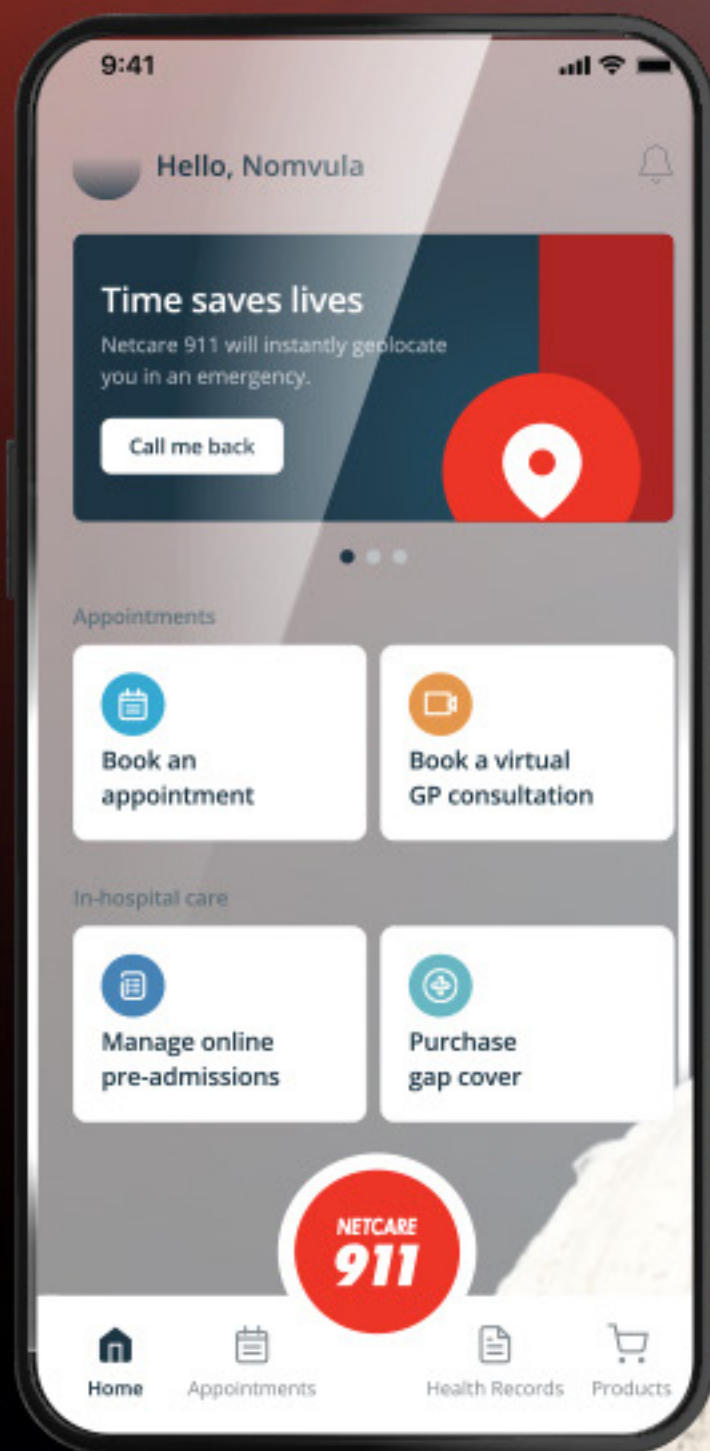 9:41
Hello, Nomvula
Time saves lives
Netcare 911 will instantly geolocate
you in an emergency.
Call me back
Appointments
Book an
appointment
Book a virtual
GP consultation
In-hospital care
Manage online
pre-admissions
Purchase
gap cover
NETCARE
911
Home
Appointments
Health Records
Products